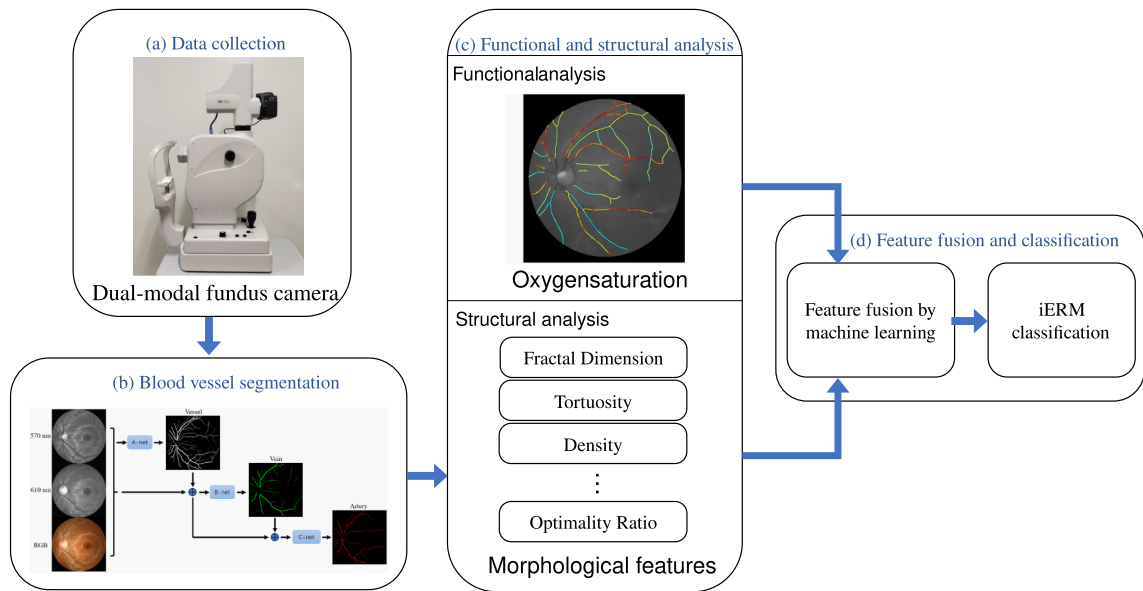 (a) Data collection
Dual-modal fundus camera
(b) Blood vessel segmentation
570 nm
610 nm
RGB
A-net
Vessel
B-net
Vein
C-net
Artery
(c) Functional and structural analysis
Functionalanalysis
Oxygensaturation
Structural analysis
Fractal Dimension
Tortuosity
Density
⋮
Optimality Ratio
Morphological features
(d) Feature fusion and classification
Feature fusion by
machine learning
iERM
classification